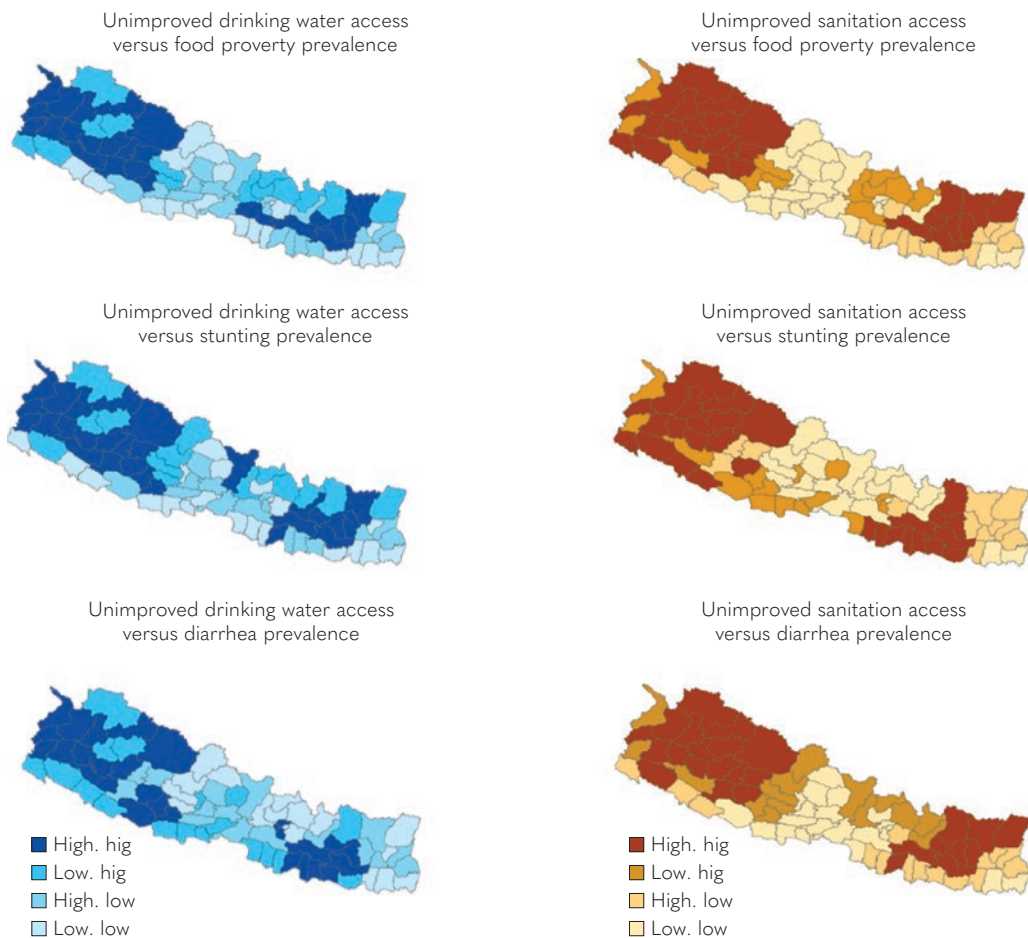 Unimproved drinking water access
versus food proverty prevalence
Unimproved sanitation access
versus food proverty prevalence
Unimproved drinking water access
versus stunting prevalence
Unimproved sanitation access
versus stunting prevalence
Unimproved drinking water access
versus diarrhea prevalence
Unimproved sanitation access
versus diarrhea prevalence
High. hig
Low. hig
High. low
Low. low
High. hig
Low. hig
High. low
Low. low